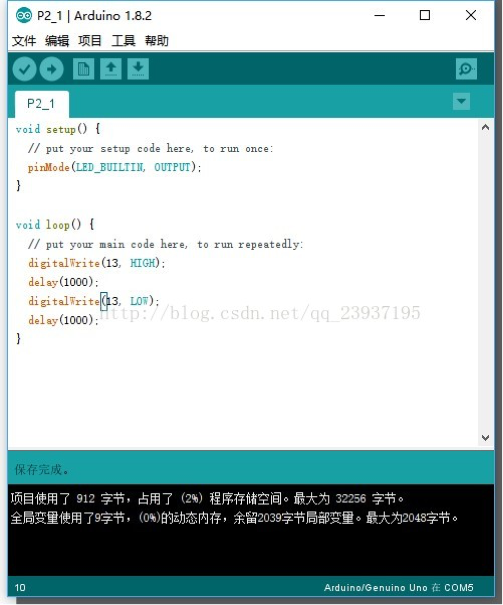 P2_1 | Arduino 1.8.2
文件 编辑 项目 工具 帮助
P2_1
void setup() {
// put your setup code here, to run once:
pinMode(LED_BUILTIN, OUTPUT);
}
void loop() {
// put your main code here, to run repeatedly:
digitalWrite(13, HIGH);
delay(1000);
digitalWrite(13, LOW);
delay(1000);
http://blog.csdn.net/qq_23937195
}
保存完成。
项目使用了 912 字节，占用了 (2%) 程序存储空间。最大为 32256 字节。
全局变量使用了9字节，(0%)的动态内存，余留2039字节局部变量。最大为2048字节。
10
Arduino/Genuino Uno 在 COM5